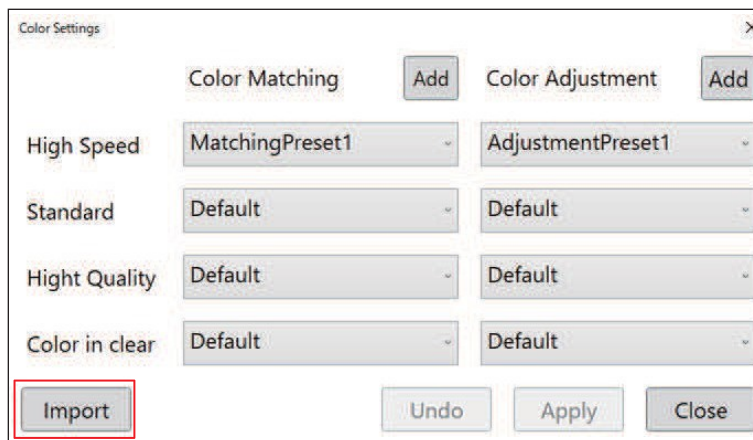 Color Settings
Color Matching Add Color Adjustment Add
High Speed MatchingPreset1 AdjustmentPreset1
Standard Default Default
Hight Quality Default Default
Color in clear Default Default
Import Undo Apply Close